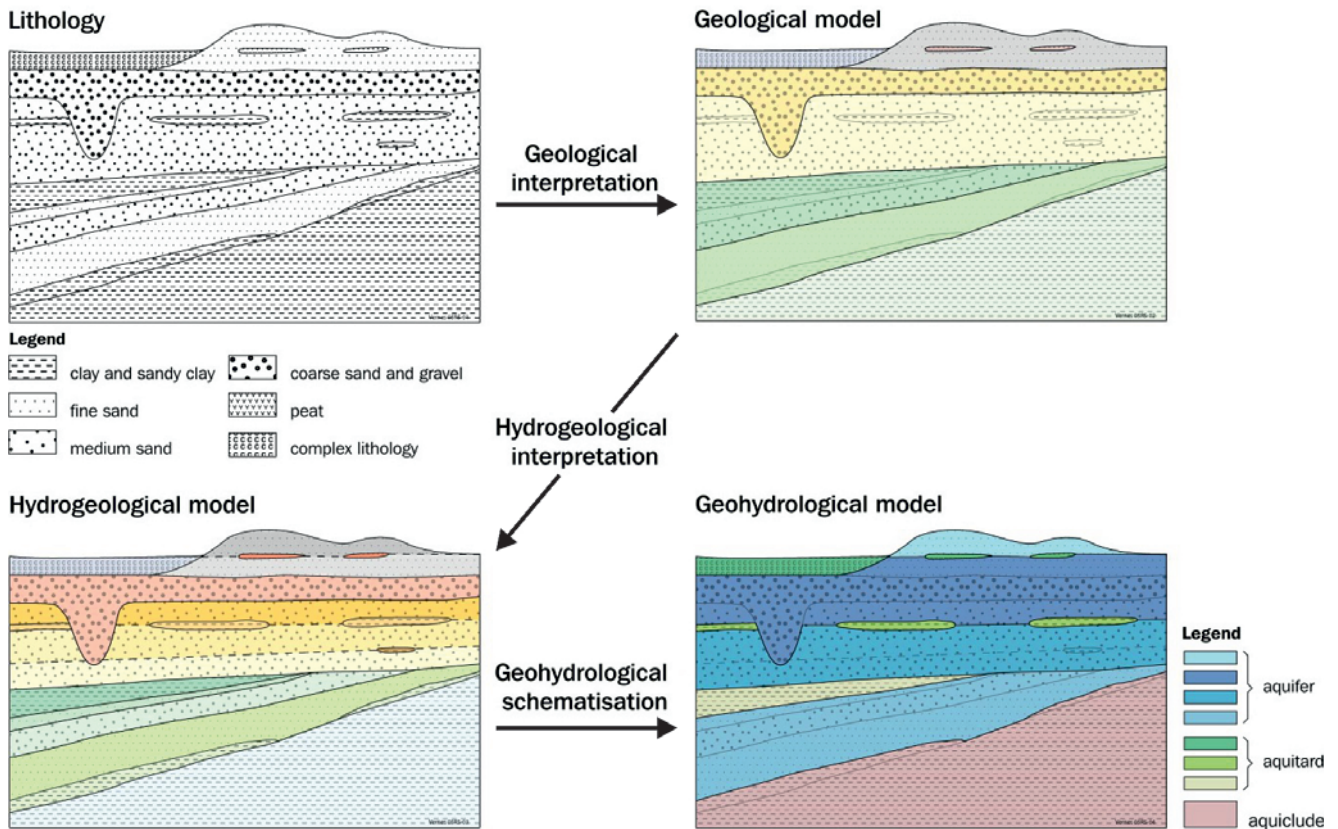 Lithology
Geological model
Geological
interpretation
Legend
clay and sandy clay
coarse sand and gravel
fine sand
peat
medium sand
complex lithology
Hydrogeological
interpretation
Hydrogeological model
Geohydrological model
Geohydrological
schematisation
Legend
aquifer
aquitard
aquiclude